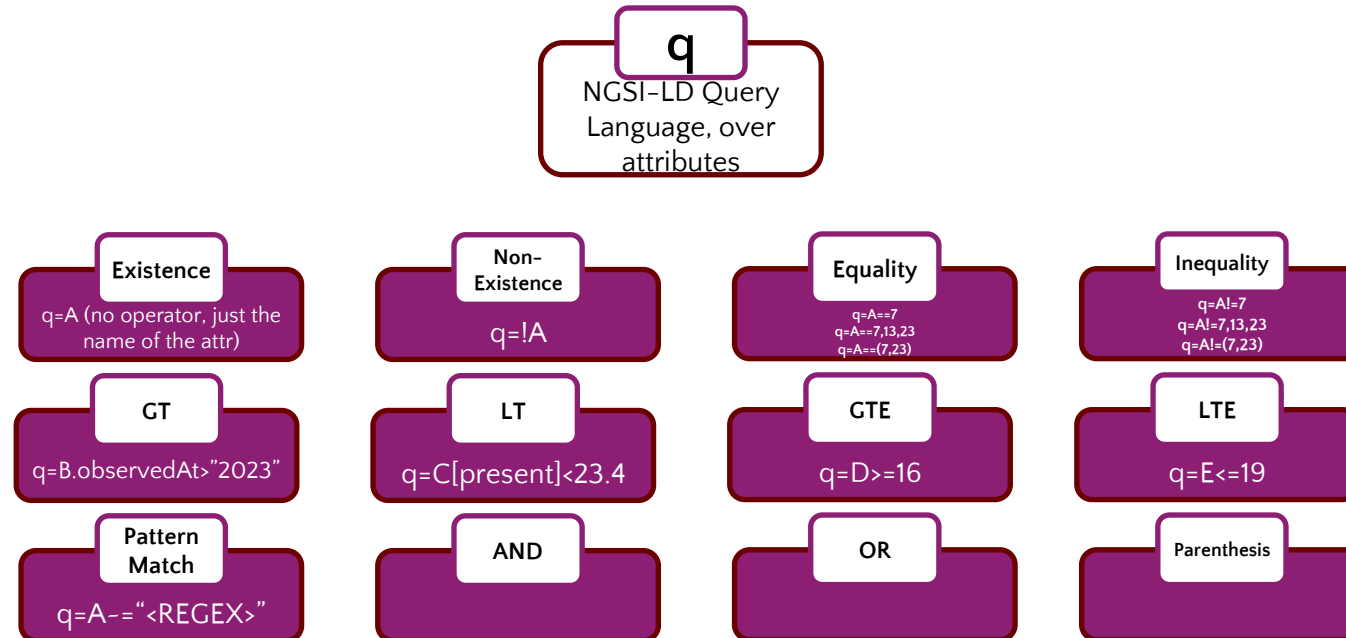 q
NGSI-LD Query
Language, over
attributes
Existence
q=A (no operator, just the
name of the attr)
Non-
Existence
q=!A
Equality
q=A==7
q=A==7,13,23
q=A==(7,23)
Inequality
q=A!=7
q=A!=7,13,23
q=A!=(7,23)
GT
q=B.observedAt>”2023”
LT
q=C[present]<23.4
GTE
q=D>=16
LTE
q=E<=19
Pattern
Match
q=A~=“<REGEX>”
AND
OR
Parenthesis